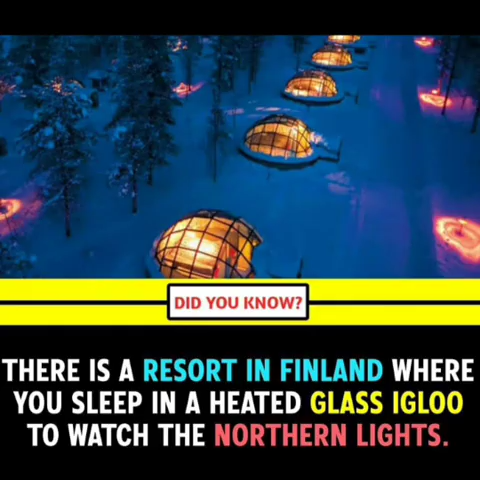 DID YOU KNOW?
THERE IS A RESORT IN FINLAND WHERE
YOU SLEEP IN A HEATED GLASS IGLOO
TO WATCH THE NORTHERN LIGHTS.